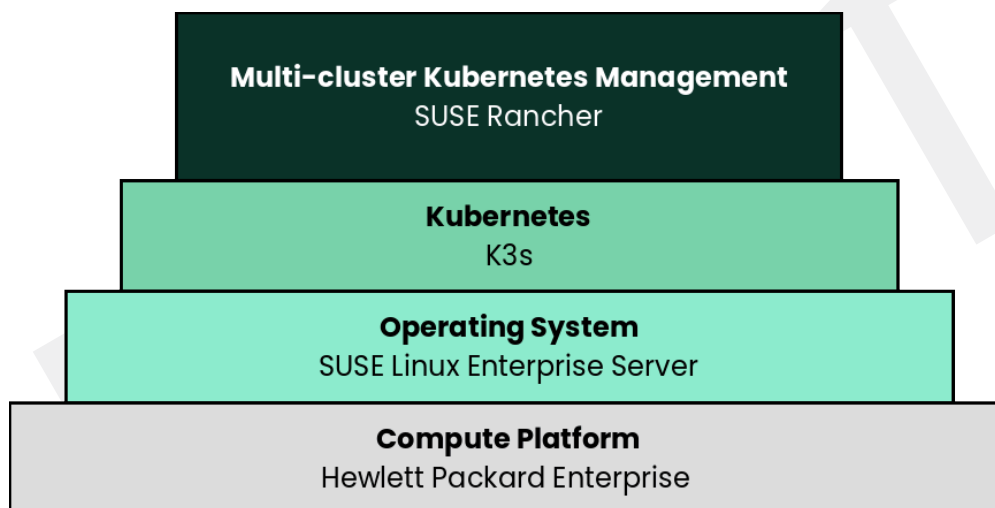 Multi-cluster Kubernetes Management
SUSE Rancher
Kubernetes
K3s
Operating System
SUSE Linux Enterprise Server
Compute Platform
Hewlett Packard Enterprise